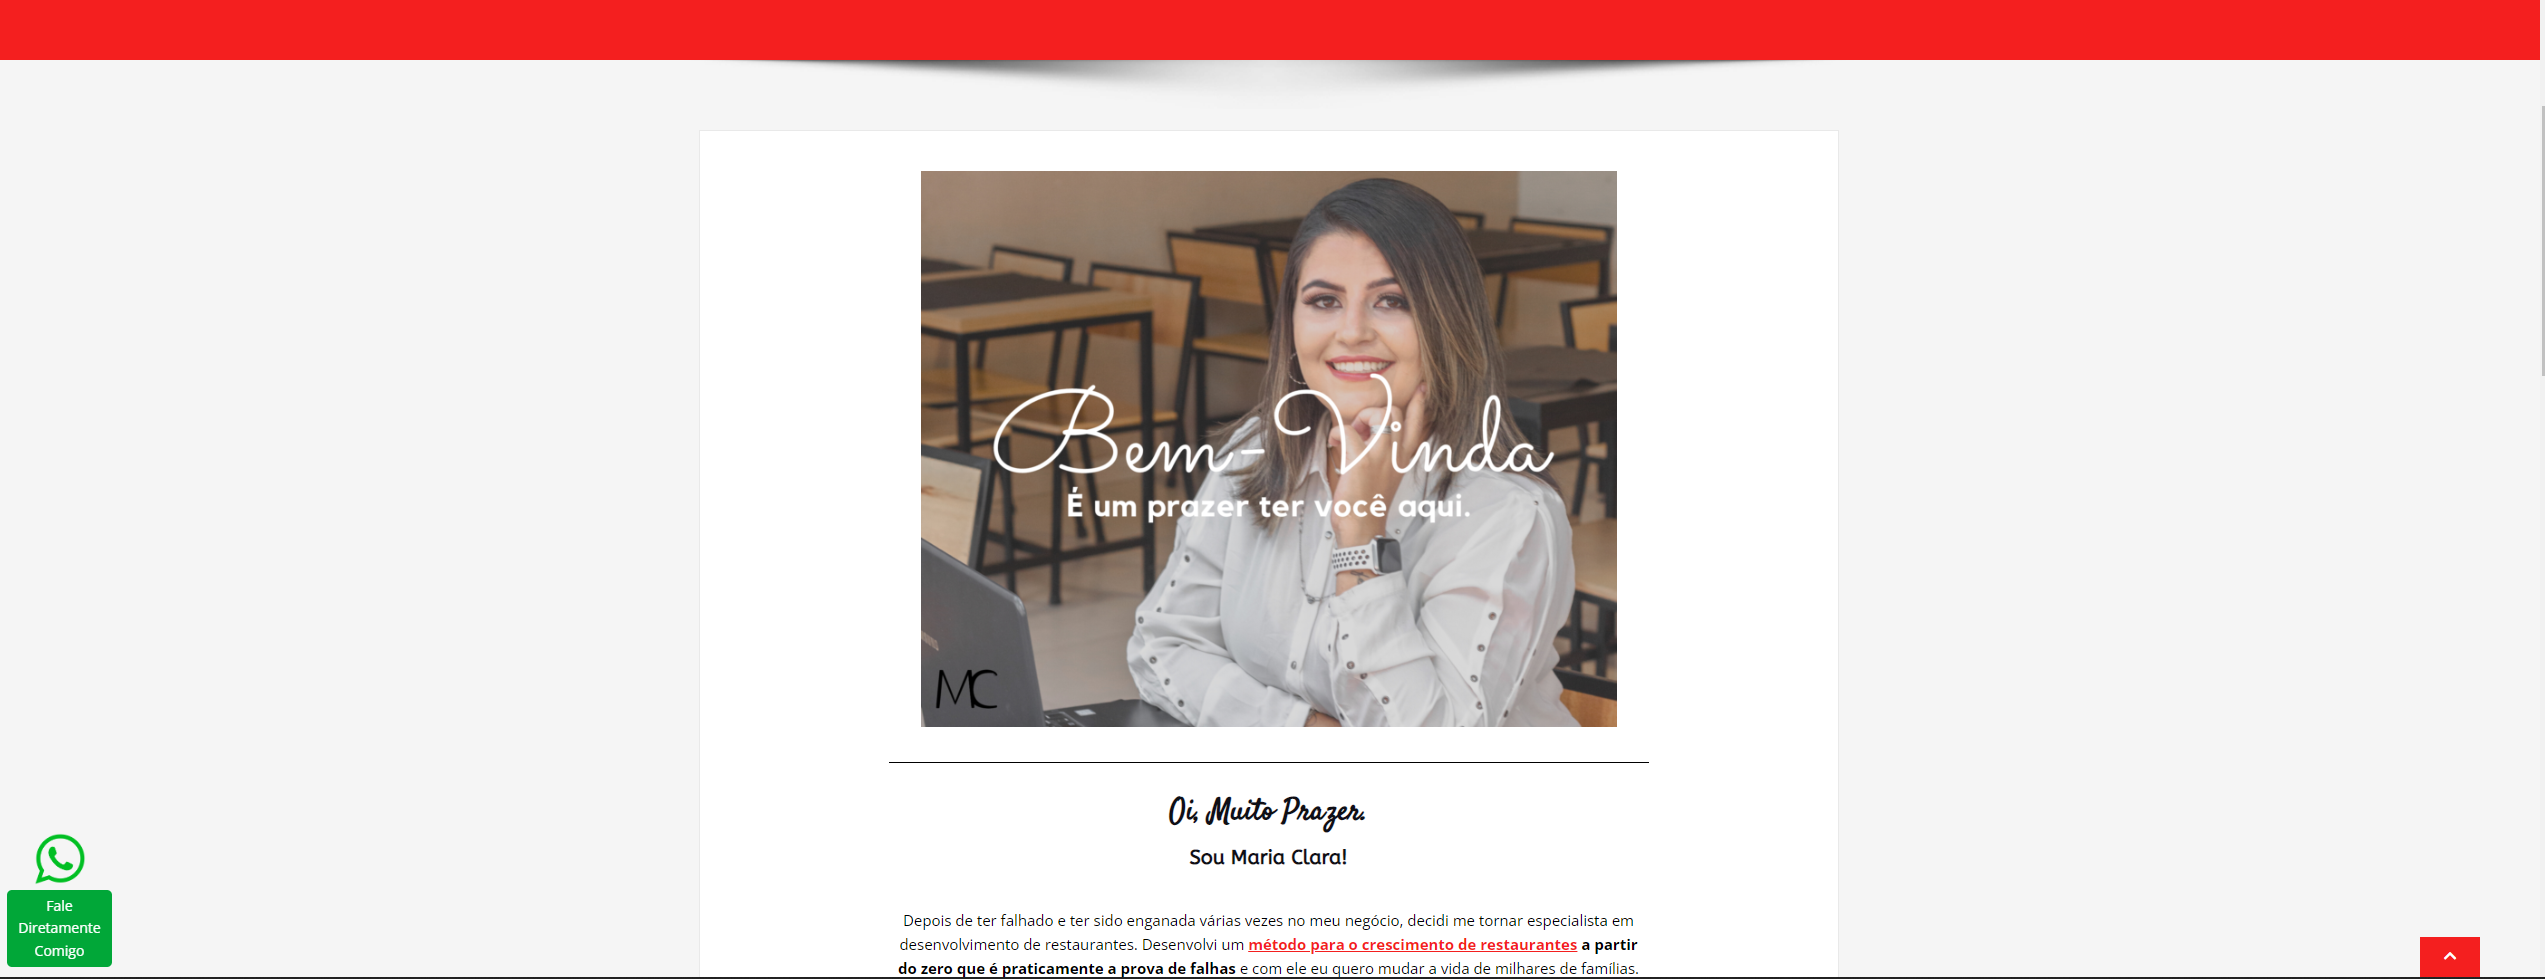 Bem-Vinda
É um prazer ter você aqui.
MC
Oi, Muito Prazer.
Sou Maria Clara!
Depois de ter falhado e ter sido enganada várias vezes no meu negócio, decidi me tornar especialista em
desenvolvimento de restaurantes. Desenvolvi um método para o crescimento de restaurantes a partir
do zero que é praticamente a prova de falhas e com ele eu quero mudar a vida de milhares de famílias.
Fale
Diretamente
Comigo